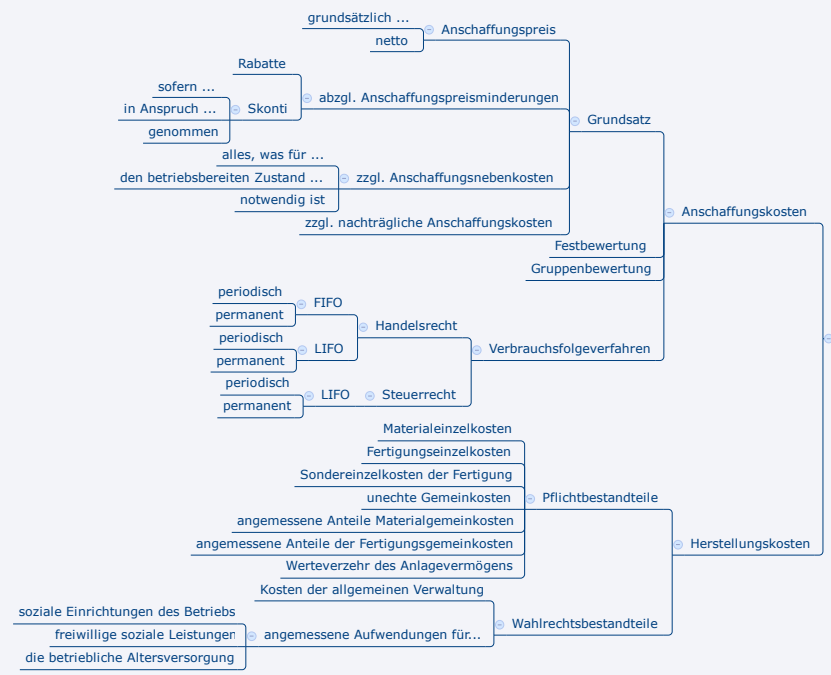 grundsätzlich ...
Anschaffungspreis
netto
Rabatte
sofern ...
abzgl. Anschaffungspreisminderungen
in Anspruch ...
Skonti
Grundsatz
genommen
alles, was für ...
den betriebsbereiten Zustand ...
zzgl. Anschaffungsnebenkosten
notwendig ist
Anschaffungskosten
zzgl. nachträgliche Anschaffungskosten
Festbewertung
Gruppenbewertung
periodisch
FIFO
permanent
Handelsrecht
periodisch
LIFO
Verbrauchsfolgeverfahren
permanent
periodisch
LIFO
Steuerrecht
permanent
Materialeinzelkosten
Fertigungseinzelkosten
Sondereinzelkosten der Fertigung
unechte Gemeinkosten
Pflichtbestandteile
angemessene Anteile Materialgemeinkosten
angemessene Anteile der Fertigungsgemeinkosten
Herstellungskosten
Werteverzehr des Anlagevermögens
Kosten der allgemeinen Verwaltung
soziale Einrichtungen des Betriebs
Wahlrechtsbestandteile
freiwillige soziale Leistungen
angemessene Aufwendungen für...
die betriebliche Altersversorgung